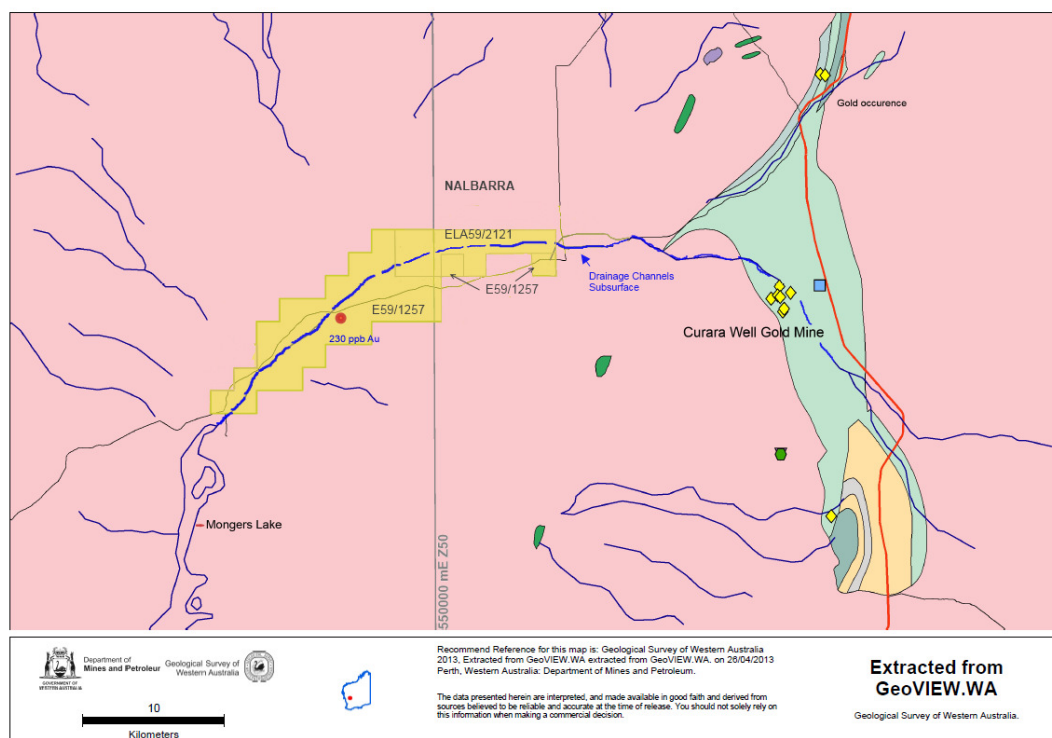 Gold occurence
NALBARRA
ELA59/2121
Drainage Channels
Subsurface
E59/1257
E59/1257
230 ppb Au
Curara Well Gold Mine
Mongers Lake
550000 mE Z50
GOVERNMENT OF
WESTERN AUSTRALIA
Department of
Mines and Petroleum
Geological Survey of
Western Australia
10
Kilometers
Recommend Reference for this map is: Geological Survey of Western Australia
2013, Extracted from GeoVIEW.WA extracted from GeoVIEW.WA. on 26/04/2013
Perth, Western Australia: Department of Mines and Petroleum.
The data presented herein are interpreted, and made available in good faith and derived from
sources believed to be reliable and accurate at the time of release. You should not solely rely on
this information when making a commercial decision.
Extracted from
GeoVIEW.WA
Geological Survey of Western Australia.